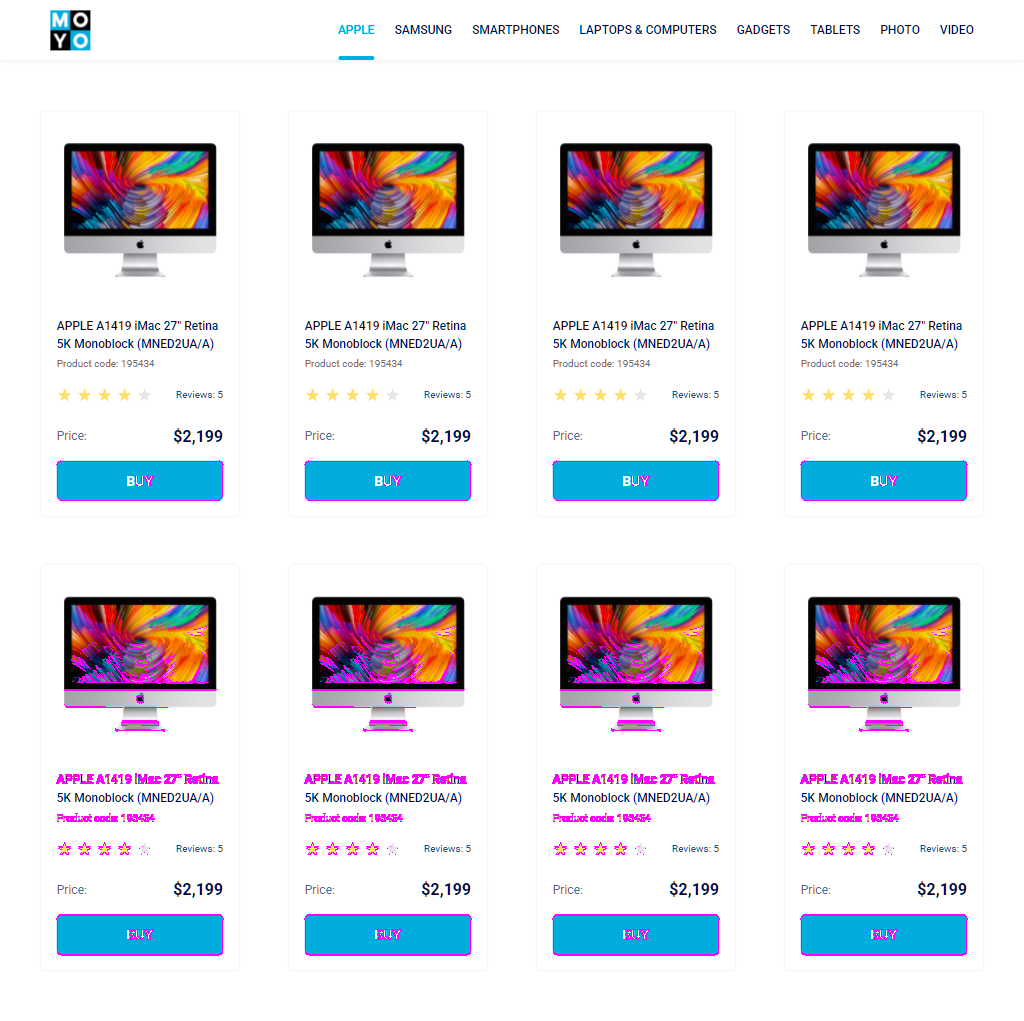 MO
YO
APPLE SAMSUNG SMARTPHONES LAPTOPS & COMPUTERS GADGETS TABLETS PHOTO VIDEO
APPLE A1419 iMac 27" Retina APPLE A1419 iMac 27" Retina APPLE A1419 iMac 27" Retina APPLE A1419 iMac 27" Retina
5K Monoblock (MNED2UA/A) 5K Monoblock (MNED2UA/A) 5K Monoblock (MNED2UA/A) 5K Monoblock (MNED2UA/A)
Product code: 195434 Product code: 195434 Product code: 195434 Product code: 195434
Reviews: 5 Reviews: 5 Reviews: 5 Reviews: 5
Price: $2,199 Price: $2,199 Price: $2,199 Price: $2,199
BUY BUY BUY BUY
APPLE A1419 iMac 27" Retina APPLE A1419 iMac 27" Retina APPLE A1419 iMac 27" Retina APPLE A1419 iMac 27" Retina
5K Monoblock (MNED2UA/A) 5K Monoblock (MNED2UA/A) 5K Monoblock (MNED2UA/A) 5K Monoblock (MNED2UA/A)
Product code: 195434 Product code: 195434 Product code: 195434 Product code: 195434
Reviews: 5 Reviews: 5 Reviews: 5 Reviews: 5
Price: $2,199 Price: $2,199 Price: $2,199 Price: $2,199
BUY BUY BUY BUY